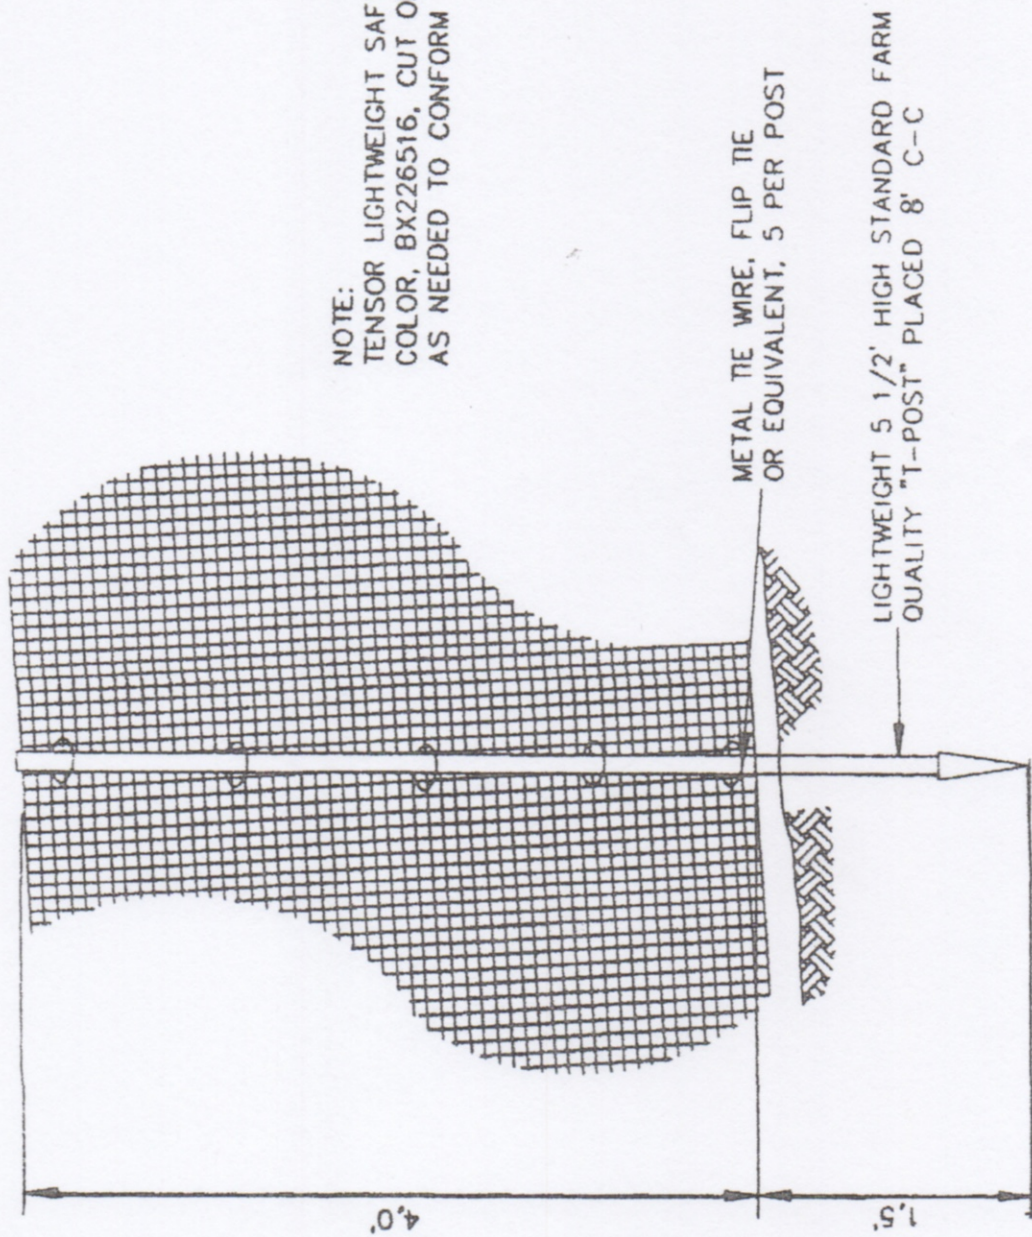 NOTE:
TENSOR LIGHTWEIGHT SAF
COLOR, BX226516, CUT O
AS NEEDED TO CONFORM
METAL TIE WIRE, FLIP TIE
OR EQUIVALENT, 5 PER POST
LIGHTWEIGHT 5 1/2' HIGH STANDARD FARM
QUALITY "T-POST" PLACED 8' C-C
4.0'
1.5'